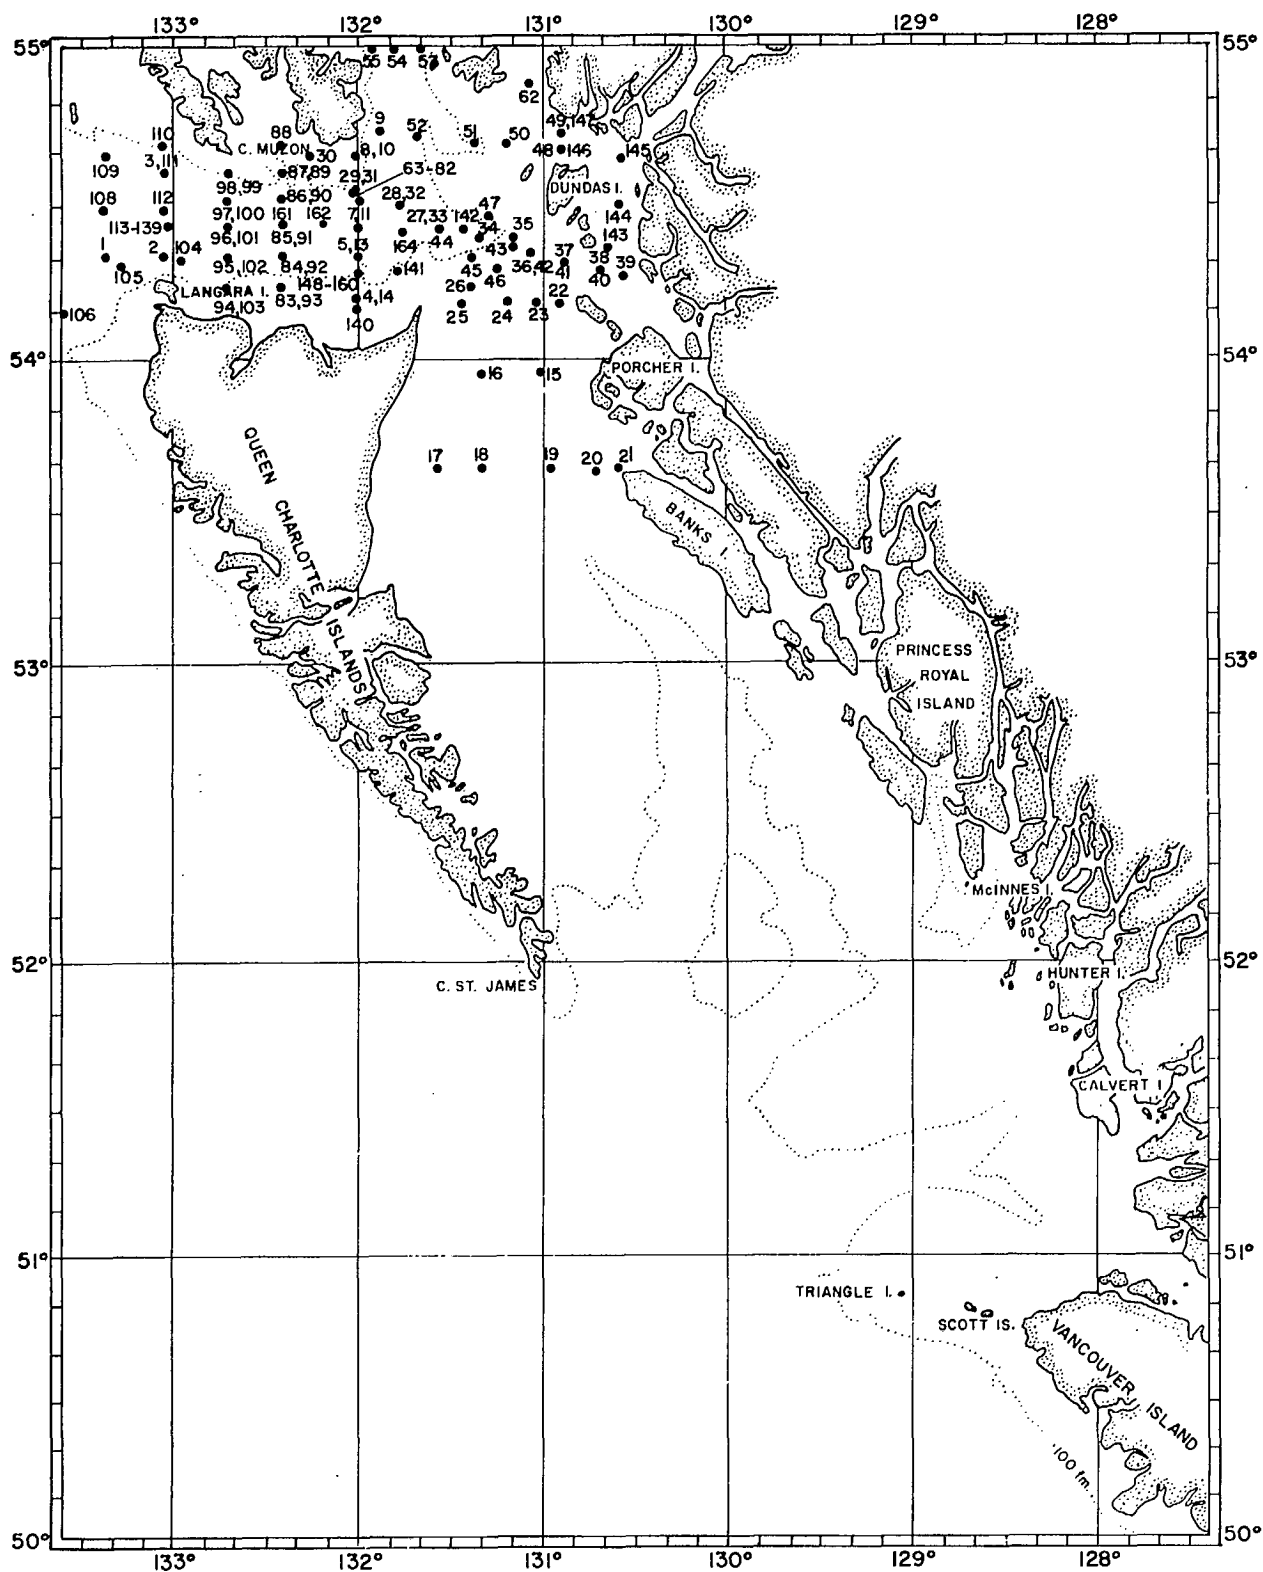 133° 132° 131° 130° 129° 128°
55° 55°
55 54 53
62
9 52 51 50 49,147
110 88 C. MUZON 30 8,10 48 146 145
109 3,111 87,89 29,31 63-82 DUNDAS I.
98,99 86,90 28,32 47
108 112 97,100 161 162 7,11 27,33 142 34 35 144
113-139 96,101 85,91 5,13 164 44 43 37 143
1 2 104 95,102 84,92 141 45 36,42 41 38 39
105 148-160 26 46 22 40
LANGARA I.
94,103 83,93 4,14 25 24 23
106 140
54° 54°
16 15 PORCHER I.
17 18 19 20 21
QUEEN CHARLOTTE ISLANDS
BANKS I.
53° 53°
PRINCESS
ROYAL
ISLAND
McINNES I.
52° 52°
HUNTER I.
C. ST. JAMES
CALVERT I
51° 51°
TRIANGLE I.
SCOTT IS.
VANCOUVER ISLAND
100 fm.
50° 50°
133° 132° 131° 130° 129° 128°